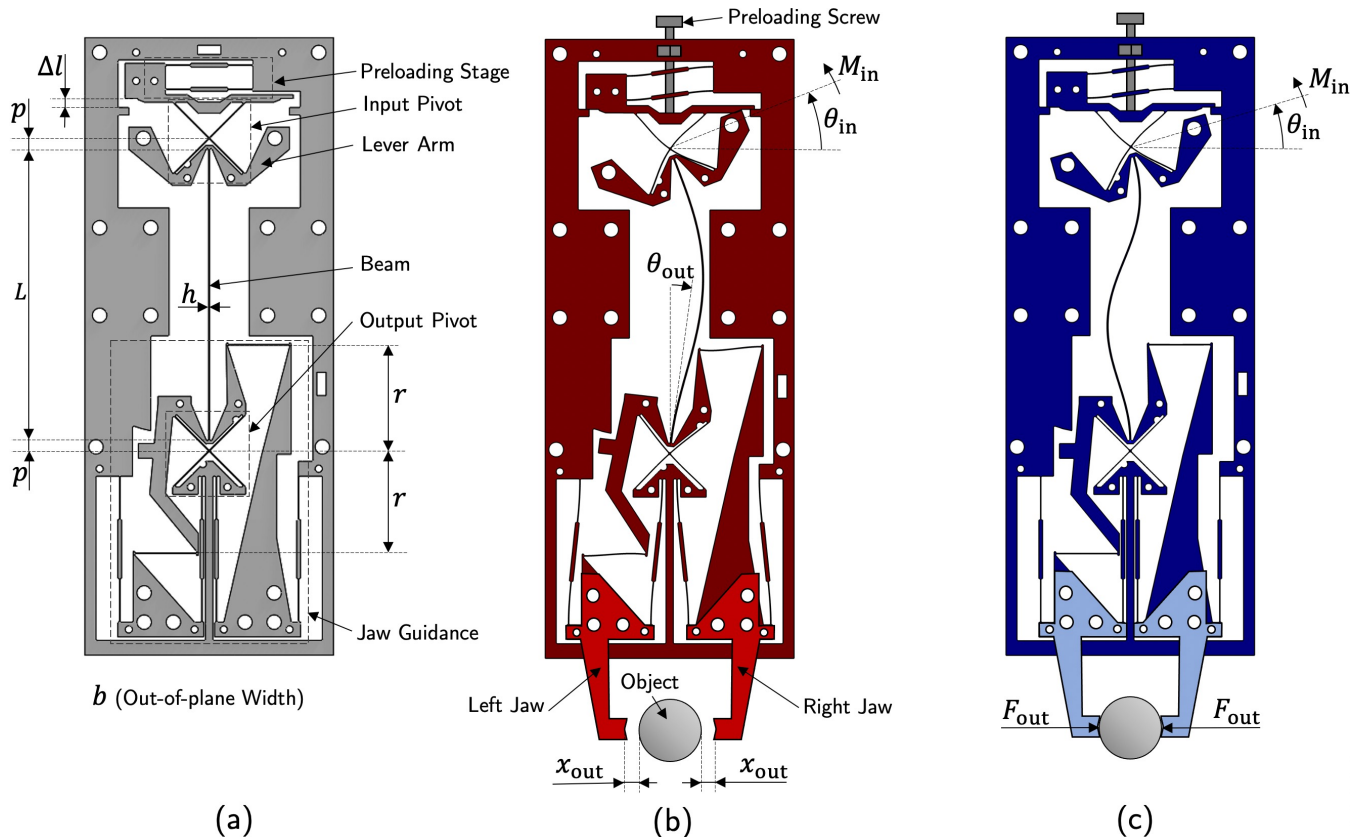 Δl
p
L
p
h
r
r
Preloading Stage
Input Pivot
Lever Arm
Beam
Output Pivot
Jaw Guidance
b (Out-of-plane Width)
(a)
Preloading Screw
M_in
θ_in
θ_out
Left Jaw
Object
Right Jaw
x_out
x_out
(b)
M_in
θ_in
F_out
F_out
(c)